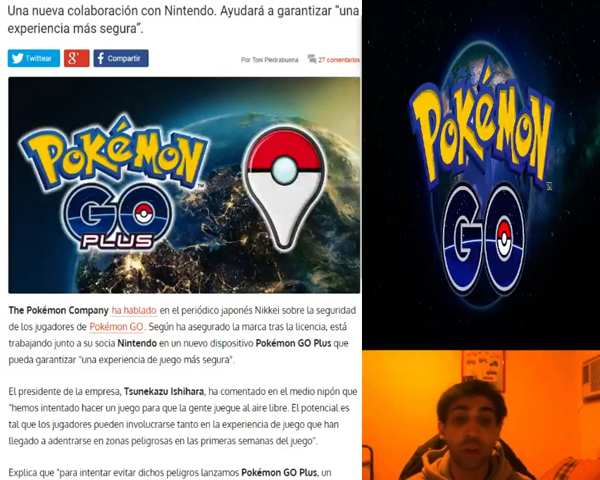 Una nueva colaboración con Nintendo. Ayudará a garantizar “una
experiencia más segura”.
Twittear
g+
Compartir
Por Toni Piedrabuena
27 comentarios
POKéMON
GO
PLUS
™
The Pokémon Company ha hablado en el periódico japonés Nikkei sobre la seguridad
de los jugadores de Pokémon GO. Según ha asegurado la marca tras la licencia, está
trabajando junto a su socia Nintendo en un nuevo dispositivo Pokémon GO Plus que
pueda garantizar "una experiencia de juego más segura".
El presidente de la empresa, Tsunekazu Ishihara, ha comentado en el medio nipón que
"hemos intentado hacer un juego para que la gente juegue al aire libre. El potencial es
tal que los jugadores pueden involucrarse tanto en la experiencia de juego que han
llegado a adentrarse en zonas peligrosas en las primeras semanas del juego".
Explica que "para intentar evitar dichos peligros lanzamos Pokémon GO Plus, un
POKéMON
GO